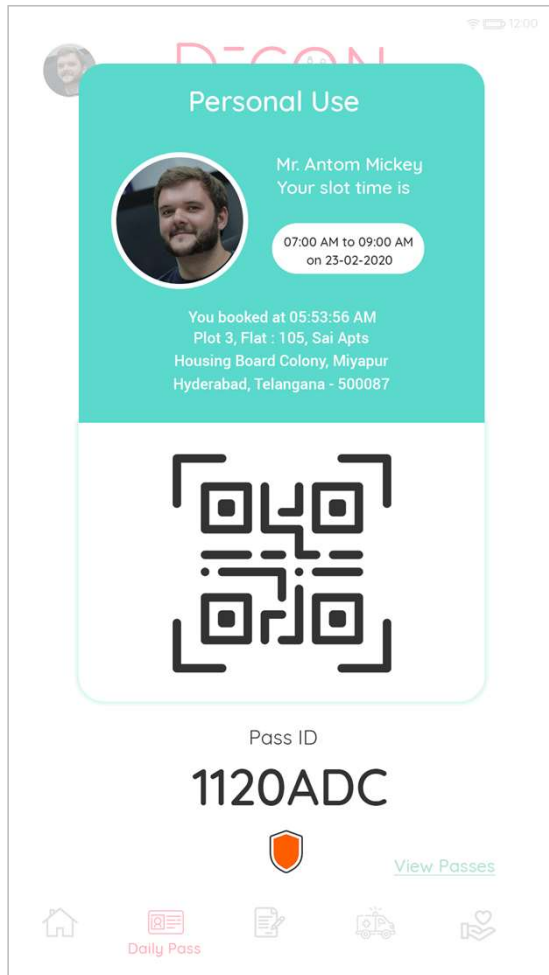 12:00
DECON
Personal Use
Mr. Antom Mickey
Your slot time is
07:00 AM to 09:00 AM
on 23-02-2020
You booked at 05:53:56 AM
Plot 3, Flat : 105, Sai Apts
Housing Board Colony, Miyapur
Hyderabad, Telangana - 500087
Pass ID
1120ADC
View Passes
Daily Pass